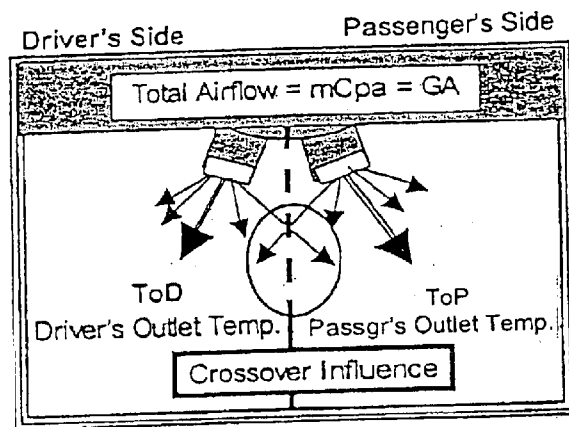 Driver's Side
Passenger's Side
Total Airflow = mCpa = GA
ToD
Driver's Outlet Temp.
ToP
Passgr's Outlet Temp.
Crossover Influence